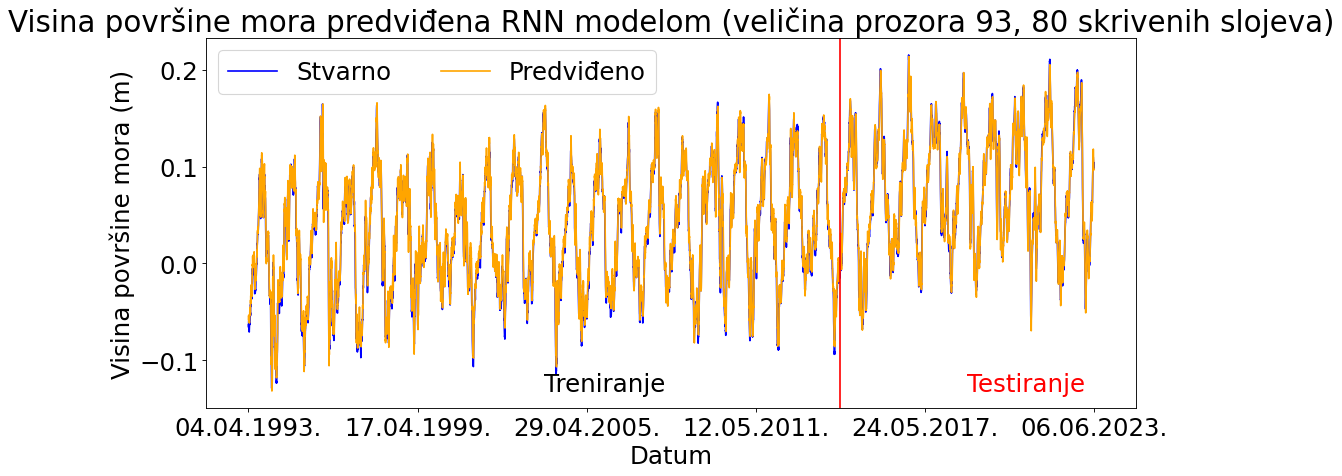 Visina površine mora predviđena RNN modelom (veličina prozora 93, 80 skrivenih slojeva)
Stvarno Predviđeno
Visina površine mora (m)
0.2
0.1
0.0
−0.1
Treniranje Testiranje
04.04.1993. 17.04.1999. 29.04.2005. 12.05.2011. 24.05.2017. 06.06.2023.
Datum